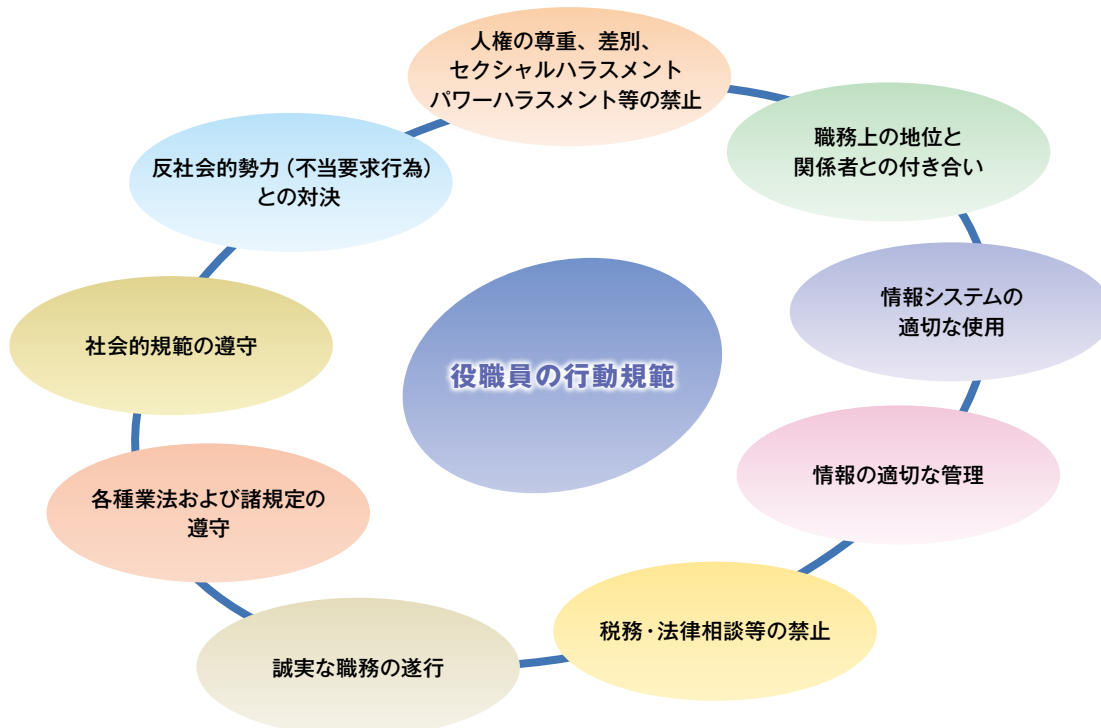 人権の尊重、差別、
セクシャルハラスメント
パワーハラスメント等の禁止
職務上の地位と
関係者との付き合い
情報システムの
適切な使用
情報の適切な管理
税務・法律相談等の禁止
誠実な職務の遂行
各種業法および諸規定の
遵守
社会的規範の遵守
反社会的勢力（不当要求行為）
との対決
役職員の行動規範